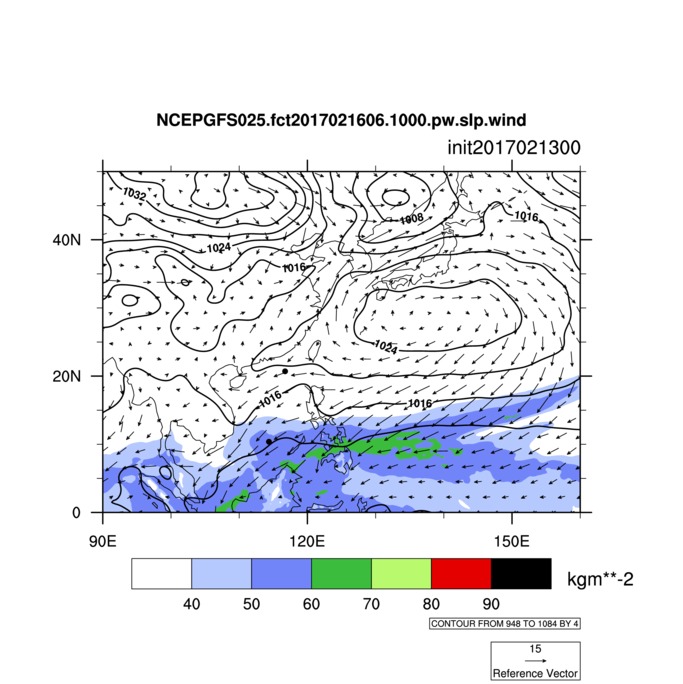 NCEPGFS025.fct2017021606.1000.pw.slp.wind
init2017021300
1032
1008
1016
40N
1024
1016
1024
20N
1016
1016
0
90E 120E 150E
kgm**-2
40 50 60 70 80 90
CONTOUR FROM 948 TO 1084 BY 4
15
Reference Vector